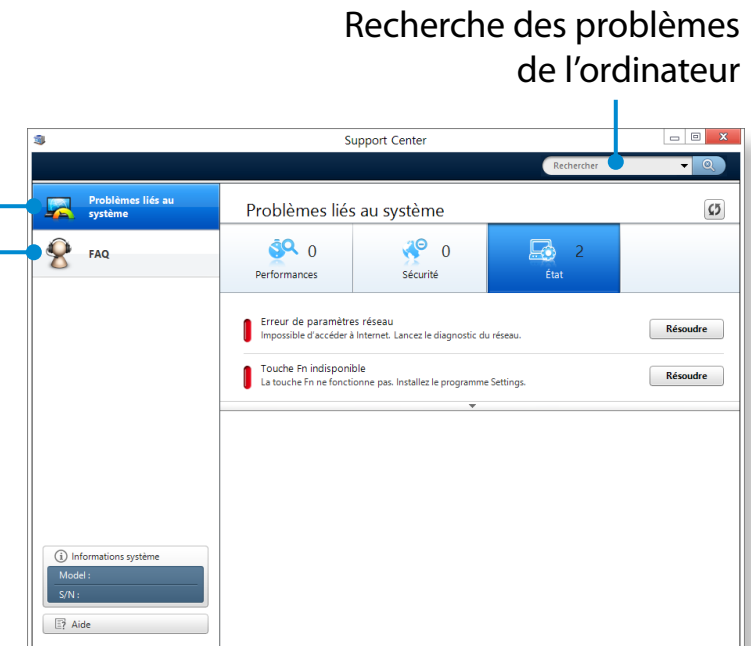 Recherche des problèmes
de l’ordinateur
Support Center
Rechercher
Problèmes liés au
système
FAQ
Problèmes liés au système
0
Performances
0
Sécurité
2
État
Erreur de paramètres réseau
Impossible d'accéder à Internet. Lancez le diagnostic du réseau.
Résoudre
Touche Fn indisponible
La touche Fn ne fonctionne pas. Installez le programme Settings.
Résoudre
Informations système
Model :
S/N :
Aide